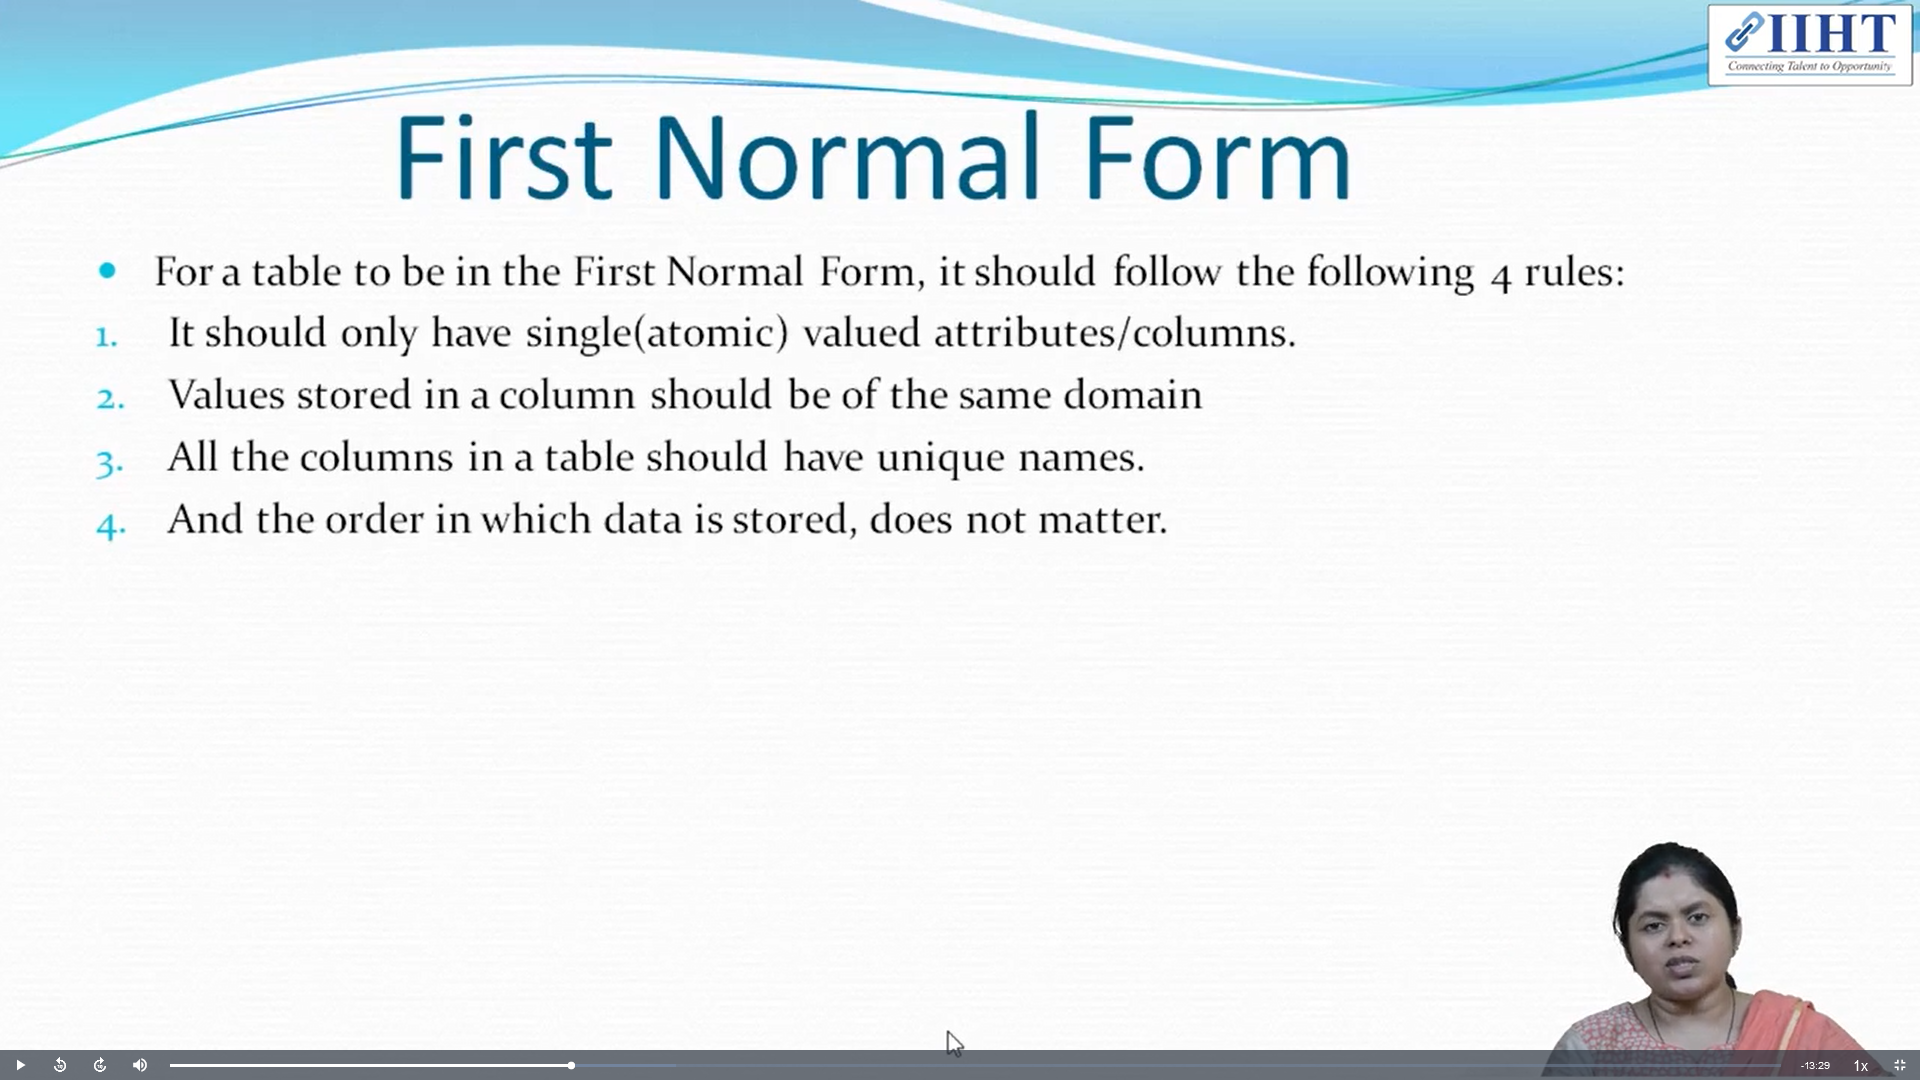 IIHT
Connecting Talent to Opportunity
First Normal Form
• For a table to be in the First Normal Form, it should follow the following 4 rules:
1. It should only have single(atomic) valued attributes/columns.
2. Values stored in a column should be of the same domain
3. All the columns in a table should have unique names.
4. And the order in which data is stored, does not matter.
-13:29 1x